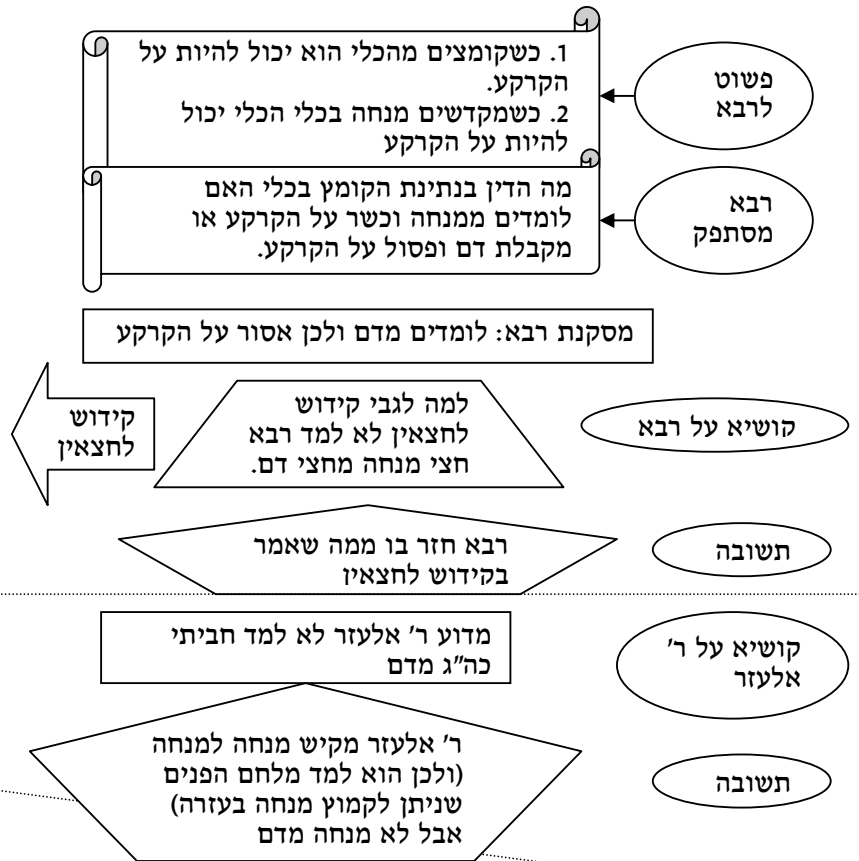 פשוט
לרבא
1. כשקומצים מהכלי הוא יכול להיות על
הקרקע.
2. כשמקדשים מנחה בכלי הכלי יכול
להיות על הקרקע
רבא
מסתפק
מה הדין בנתינת הקומץ בכלי האם
לומדים ממנחה וכשר על הקרקע או
מקבלת דם ופסול על הקרקע.
מסקנת רבא: לומדים מדם ולכן אסור על הקרקע
קושיא על רבא
למה לגבי קידוש
לחצאין לא למד רבא
חצי מנחה מחצי דם.
קידוש
לחצאין
תשובה
רבא חזר בו ממה שאמר
בקידוש לחצאין
קושיא על ר'
אלעזר
מדוע ר' אלעזר לא למד חביתי
כה"ג מדם
תשובה
ר' אלעזר מקיש מנחה למנחה
(ולכן הוא למד מלחם הפנים
שניתן לקמוץ מנחה בעזרה)
אבל לא מנחה מדם